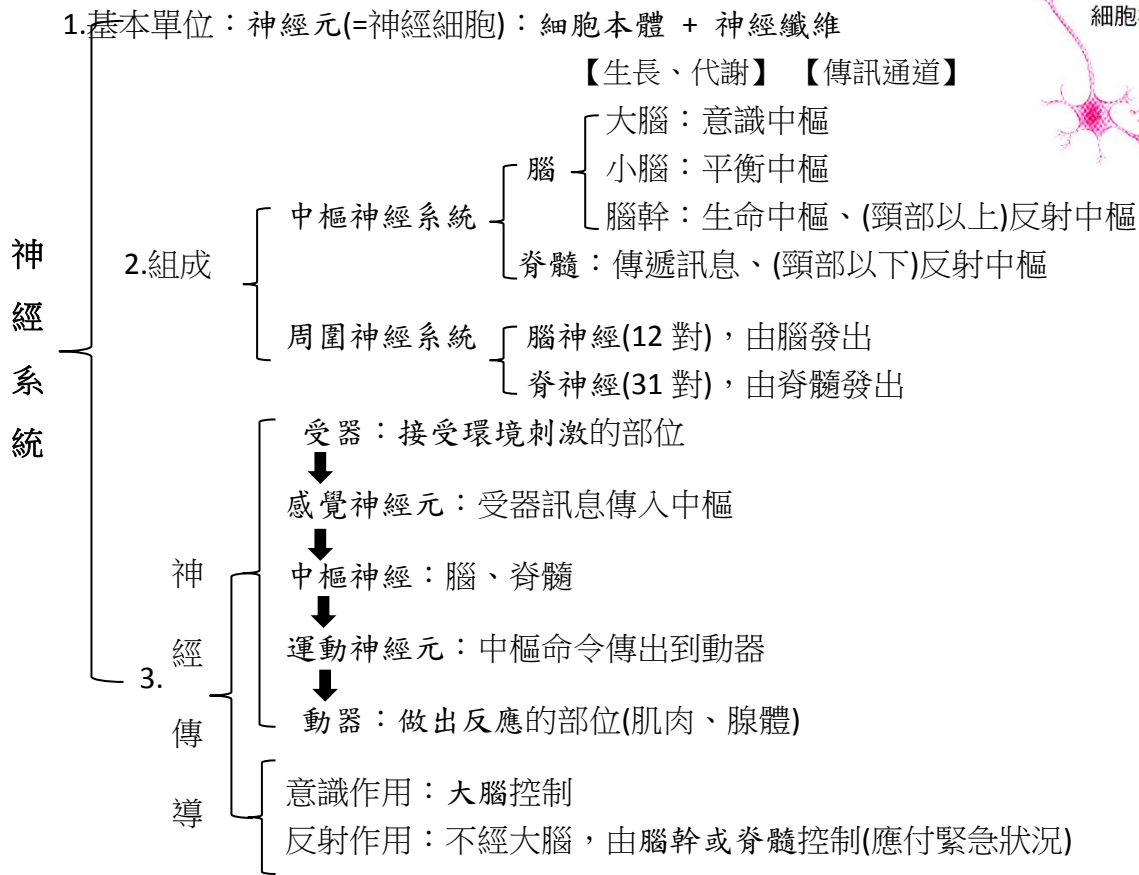 1.基本單位：神經元(=神經細胞)：細胞本體 + 神經纖維
細胞
【生長、代謝】 【傳訊通道】
神經系統
2.組成
中樞神經系統
腦
大腦：意識中樞
小腦：平衡中樞
腦幹：生命中樞、(頸部以上)反射中樞
脊髓：傳遞訊息、(頸部以下)反射中樞
周圍神經系統
腦神經(12 對)，由腦發出
脊神經(31 對)，由脊髓發出
3.
神經傳導
受器：接受環境刺激的部位
感覺神經元：受器訊息傳入中樞
中樞神經：腦、脊髓
運動神經元：中樞命令傳出到動器
動器：做出反應的部位(肌肉、腺體)
意識作用：大腦控制
反射作用：不經大腦，由腦幹或脊髓控制(應付緊急狀況)